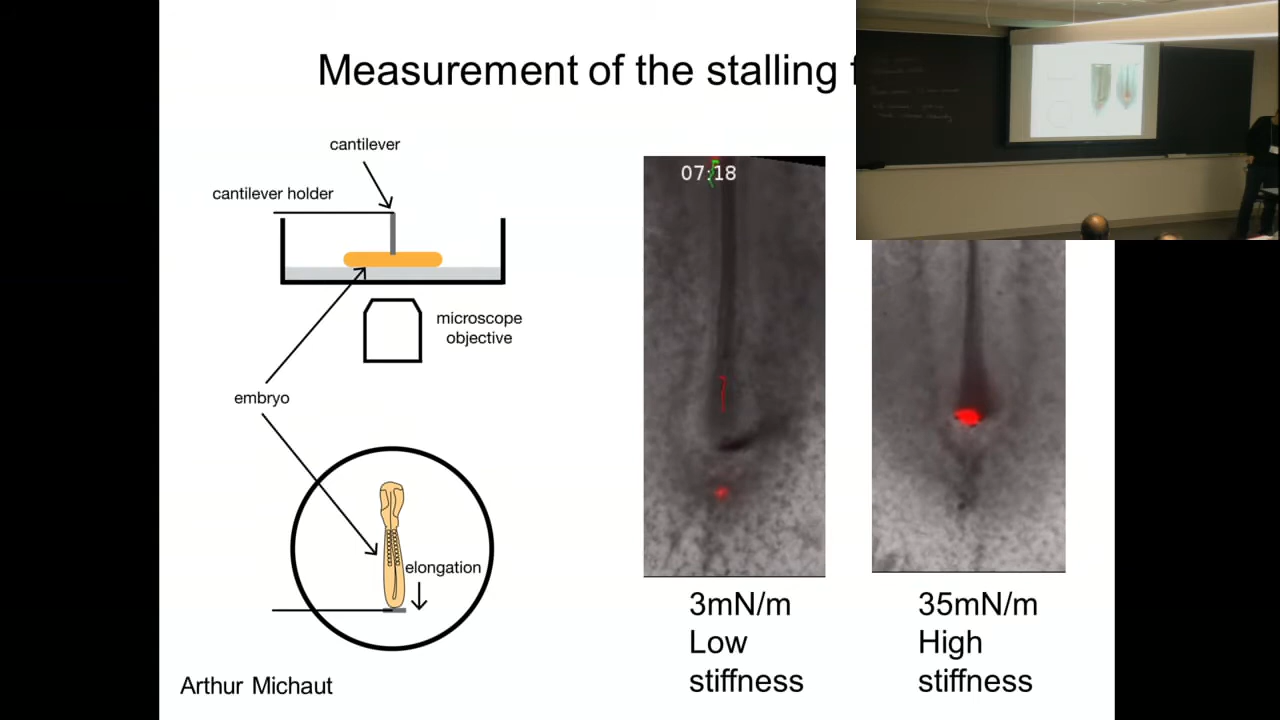 Measurement of the stalling
cantilever
cantilever holder
microscope
objective
embryo
elongation
07:18
3mN/m
Low
stiffness
35mN/m
High
stiffness
Arthur Michaut